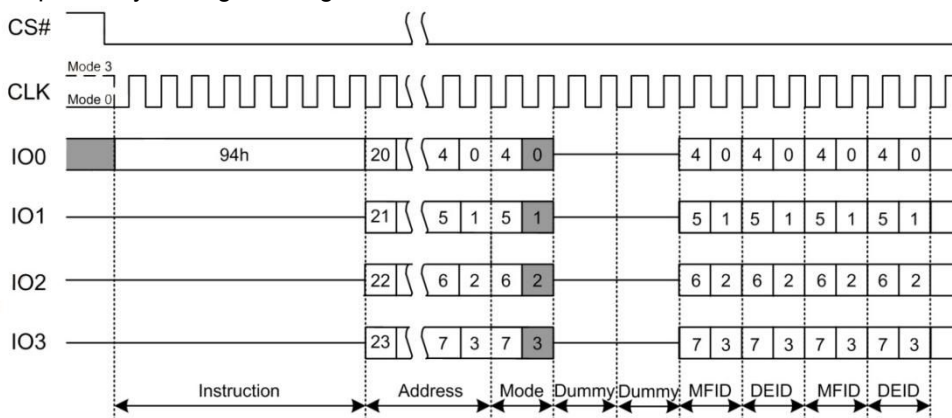 CS#
Mode 3
CLK
Mode 0
IO0 94h 20 4 0 4 0 4 0 4 0 4 0 4 0
IO1 21 5 1 5 1 5 1 5 1 5 1 5 1
IO2 22 6 2 6 2 6 2 6 2 6 2 6 2
IO3 23 7 3 7 3 7 3 7 3 7 3 7 3
Instruction Address Mode Dummy Dummy MFID DEID MFID DEID